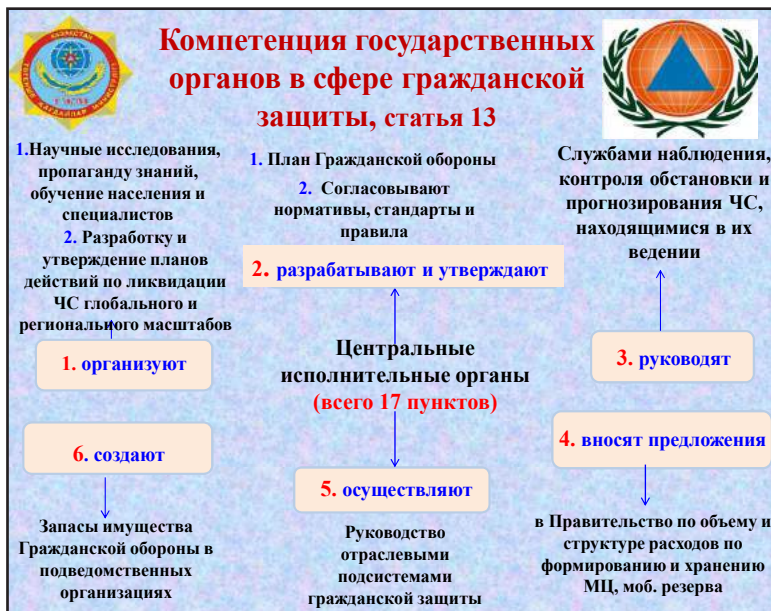 Компетенция государственных
органов в сфере гражданской
защиты, статья 13
1.Научные исследования,
пропаганду знаний,
обучение населения и
специалистов
2. Разработку и
утверждение планов
действий по ликвидации
ЧС глобального и
регионального масштабов
1. План Гражданской обороны
2. Согласовывают
нормативы, стандарты и
правила
Службами наблюдения,
контроля обстановки и
прогнозирования ЧС,
находящимися в их
ведении
2. разрабатывают и утверждают
1. организуют
Центральные
исполнительные органы
(всего 17 пунктов)
3. руководят
6. создают
5. осуществляют
4. вносят предложения
Запасы имущества
Гражданской обороны в
подведомственных
организациях
Руководство
отраслевыми
подсистемами
гражданской защиты
в Правительство по объему и
структуре расходов по
формированию и хранению
МЦ, моб. резерва